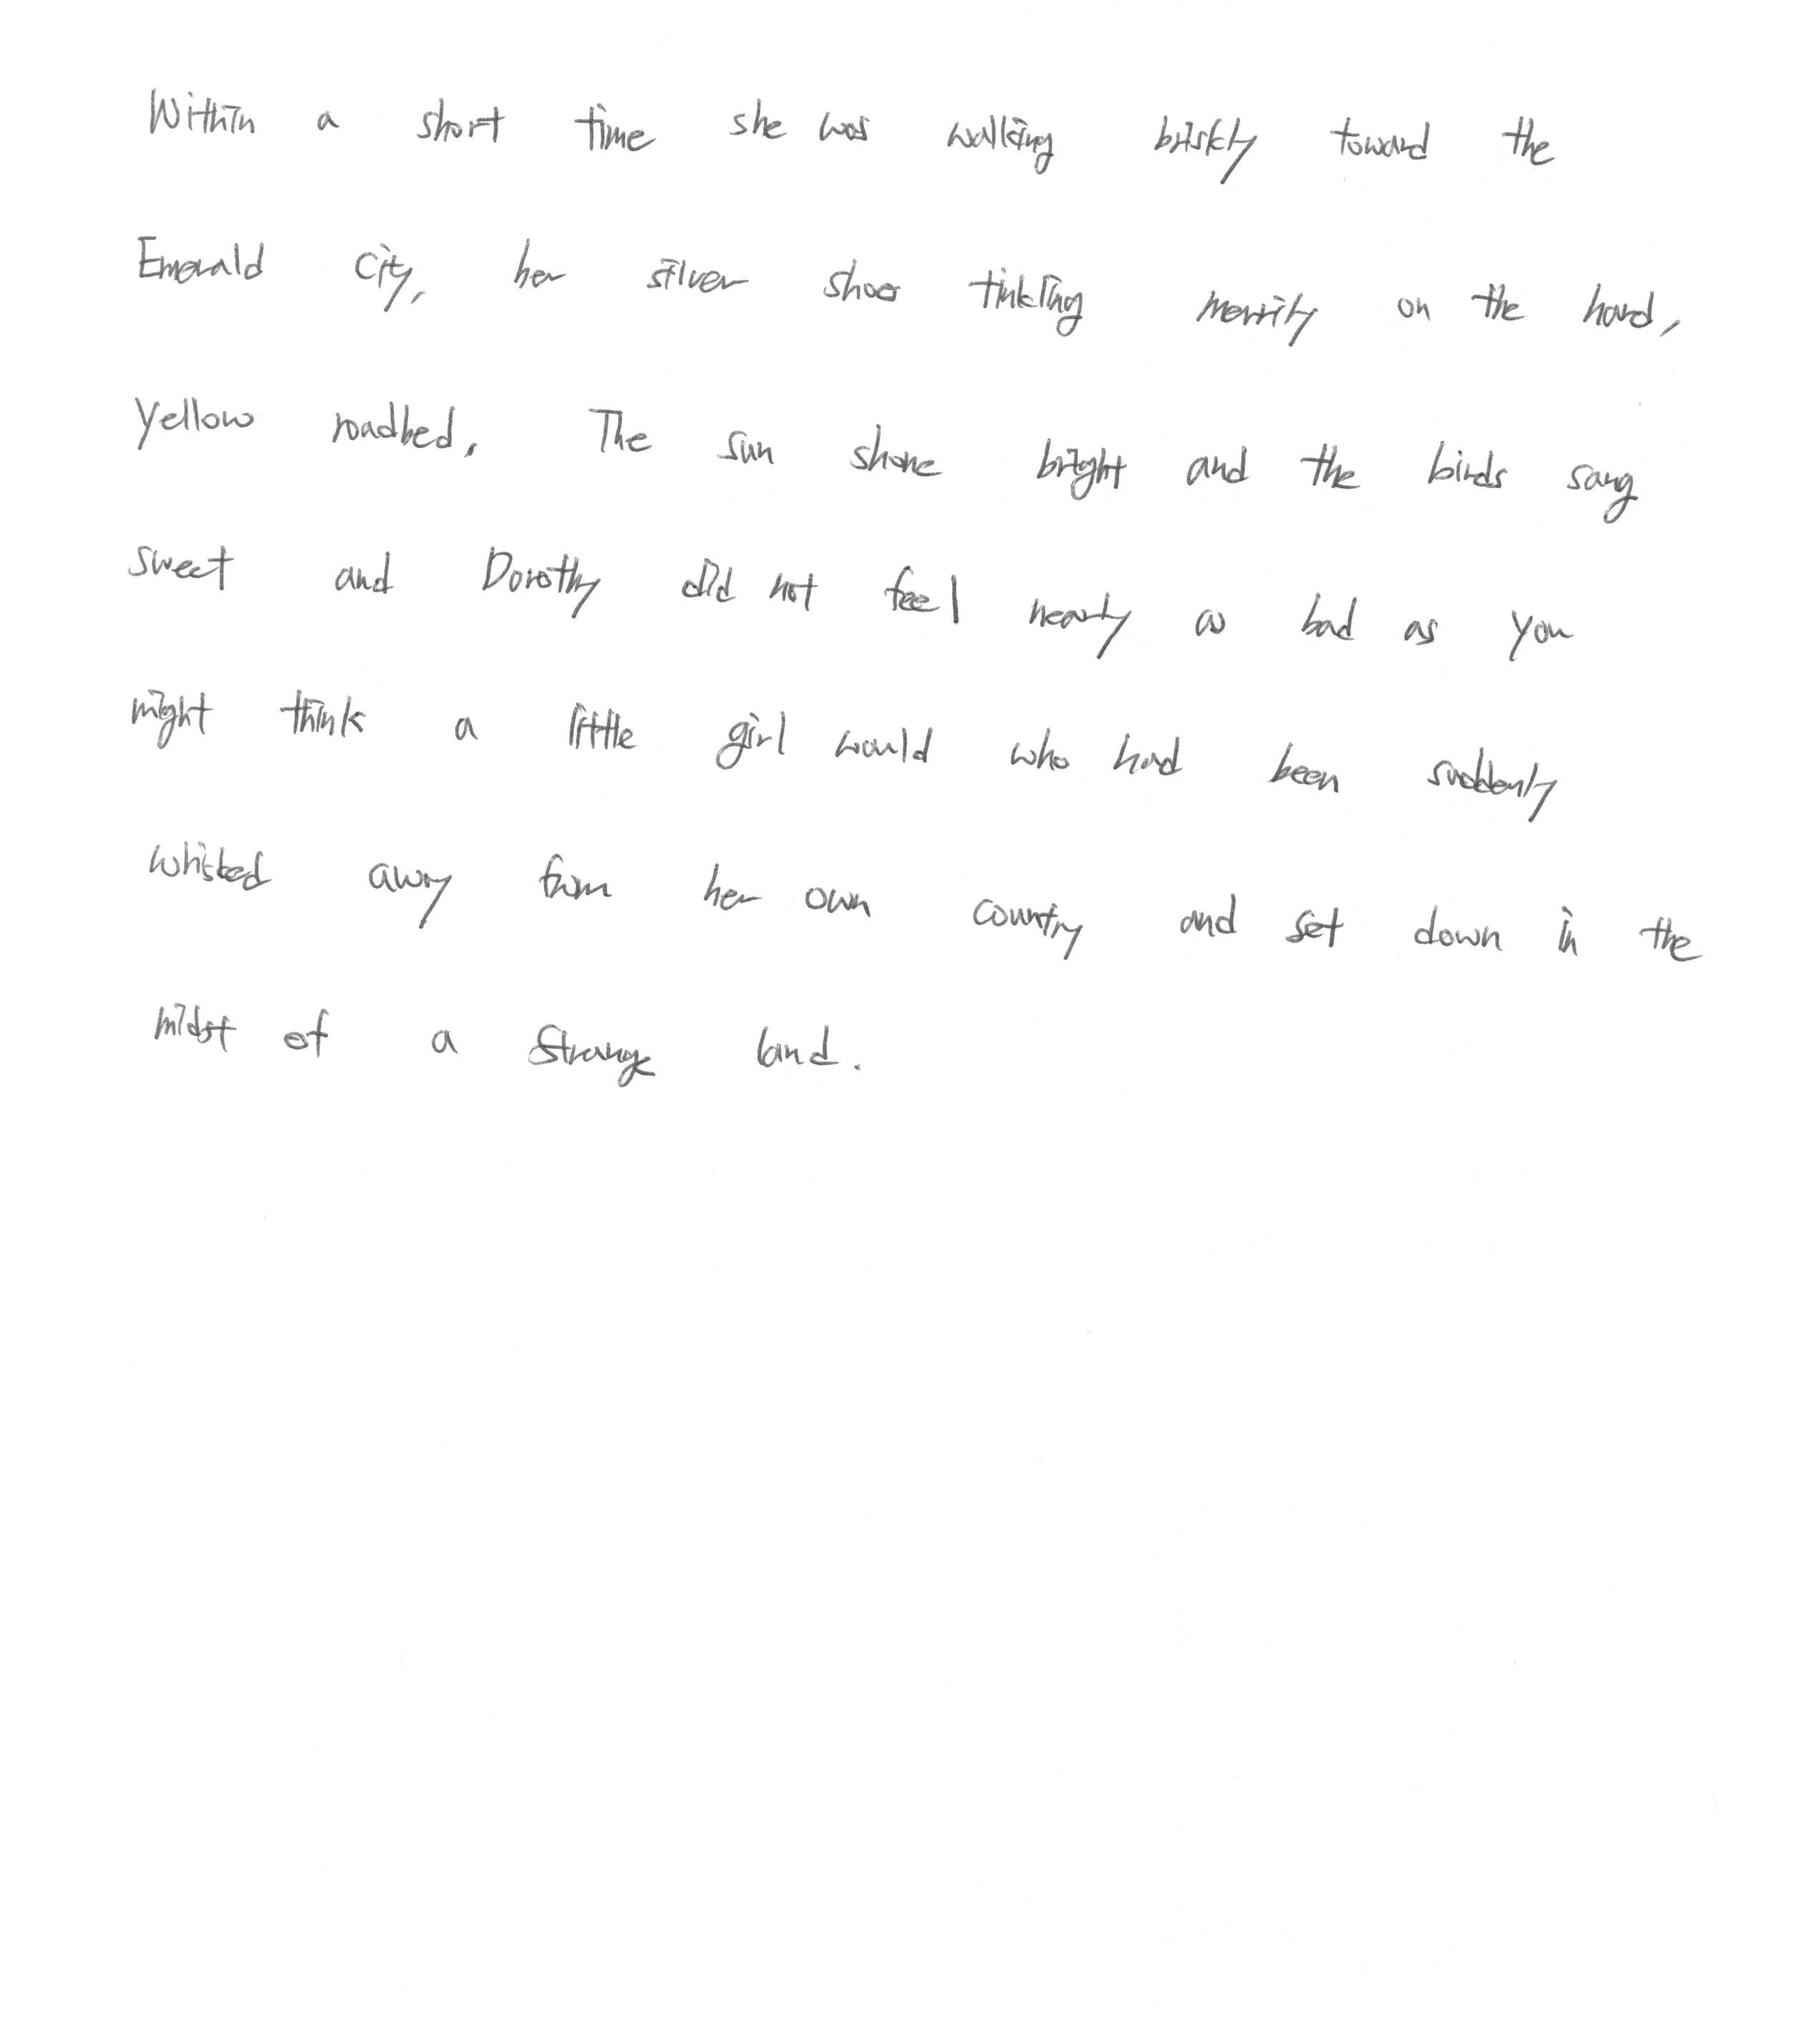 Within a short time she was walking briskly toward the
Emerald City, her silver shoes tinkling merrily on the hard,
yellow roadbed. The sun shone bright and the birds sang
sweet and Dorothy did not feel nearly as bad as you
might think a little girl would who had been suddenly
whisked away from her own country and set down in the
midst of a strange land.